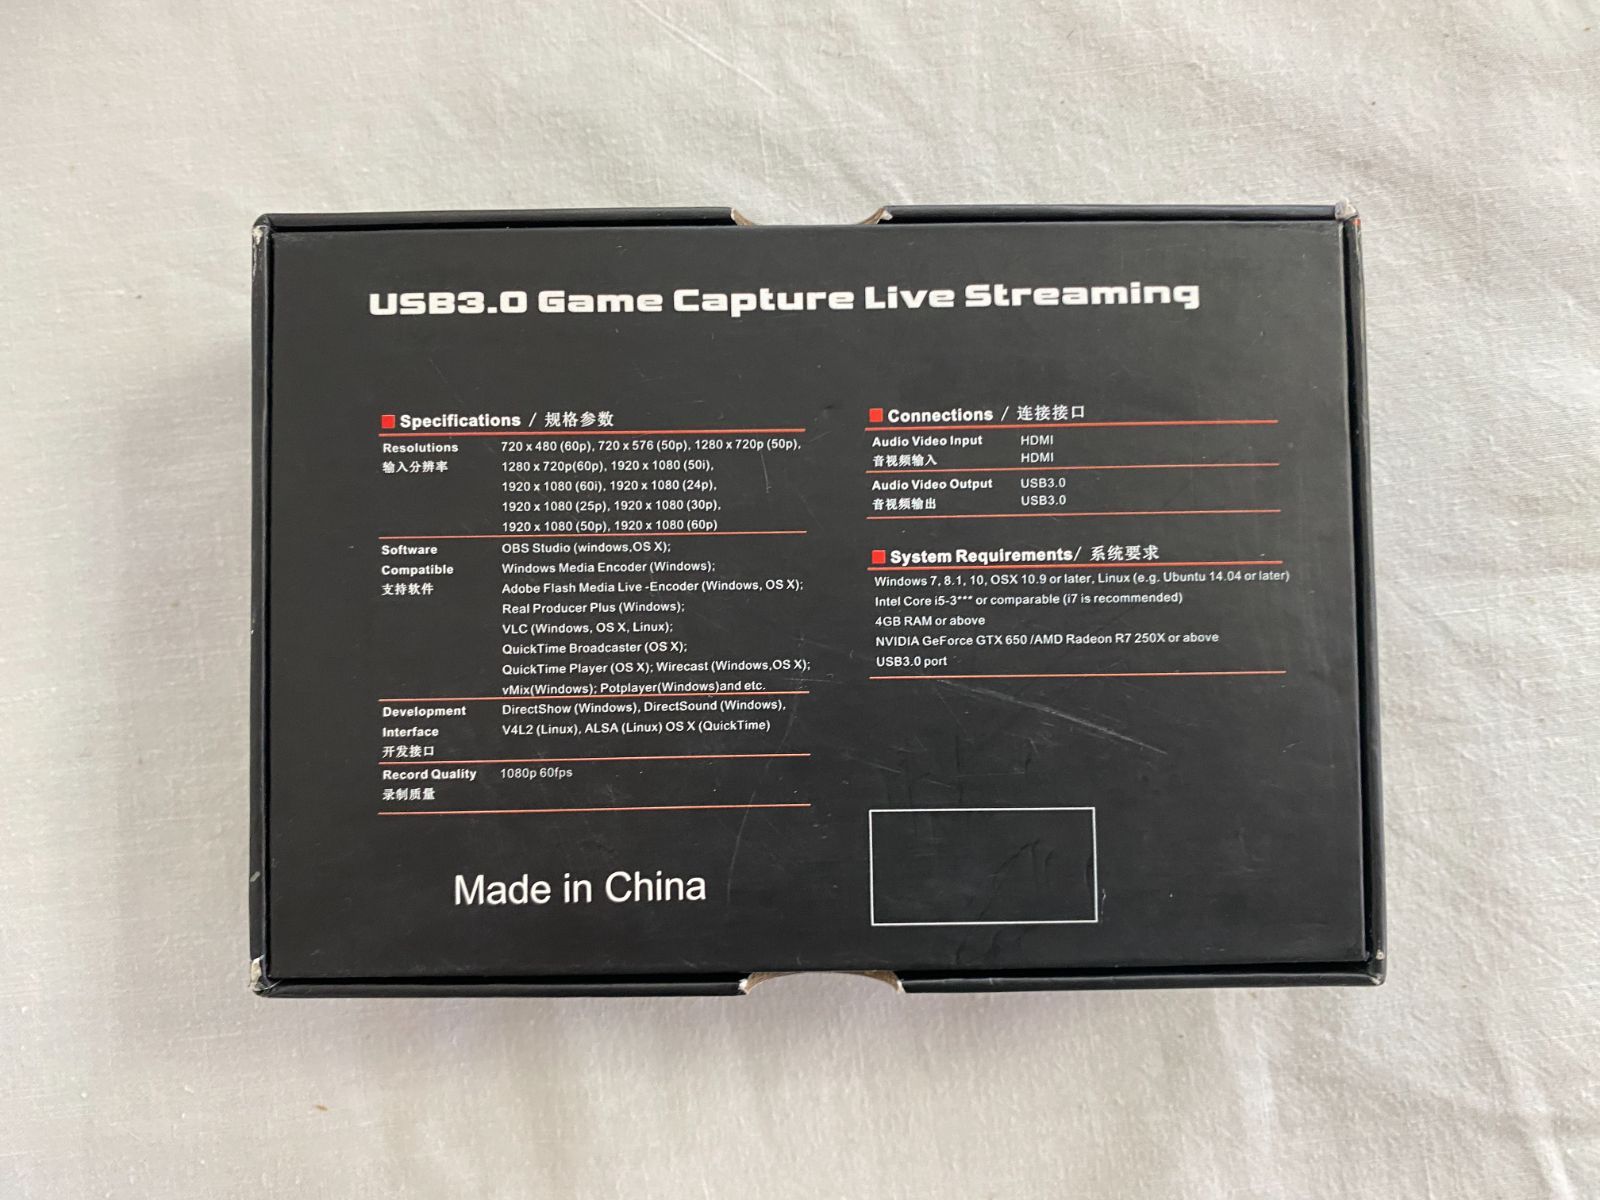 USB3.0 Game Capture Live Streaming
Specifications / 规格参数
Resolutions 720 x 480 (60p), 720 x 576 (50p), 1280 x 720p (50p),
输入分辨率 1280 x 720p(60p), 1920 x 1080 (50i),
1920 x 1080 (60i), 1920 x 1080 (24p),
1920 x 1080 (25p), 1920 x 1080 (30p),
1920 x 1080 (50p), 1920 x 1080 (60p)
Software OBS Studio (windows,OS X);
Compatible Windows Media Encoder (Windows);
支持软件 Adobe Flash Media Live -Encoder (Windows, OS X);
Real Producer Plus (Windows);
VLC (Windows, OS X, Linux);
QuickTime Broadcaster (OS X);
QuickTime Player (OS X); Wirecast (Windows,OS X);
vMix(Windows); Potplayer(Windows)and etc.
Development DirectShow (Windows), DirectSound (Windows),
Interface V4L2 (Linux), ALSA (Linux) OS X (QuickTime)
开发接口
Record Quality 1080p 60fps
录制质量
Made in China
Connections / 连接接口
Audio Video Input HDMI
音视频输入 HDMI
Audio Video Output USB3.0
音视频输出 USB3.0
System Requirements/ 系统要求
Windows 7, 8.1, 10, OSX 10.9 or later, Linux (e.g. Ubuntu 14.04 or later)
Intel Core i5-3*** or comparable (i7 is recommended)
4GB RAM or above
NVIDIA GeForce GTX 650 /AMD Radeon R7 250X or above
USB3.0 port